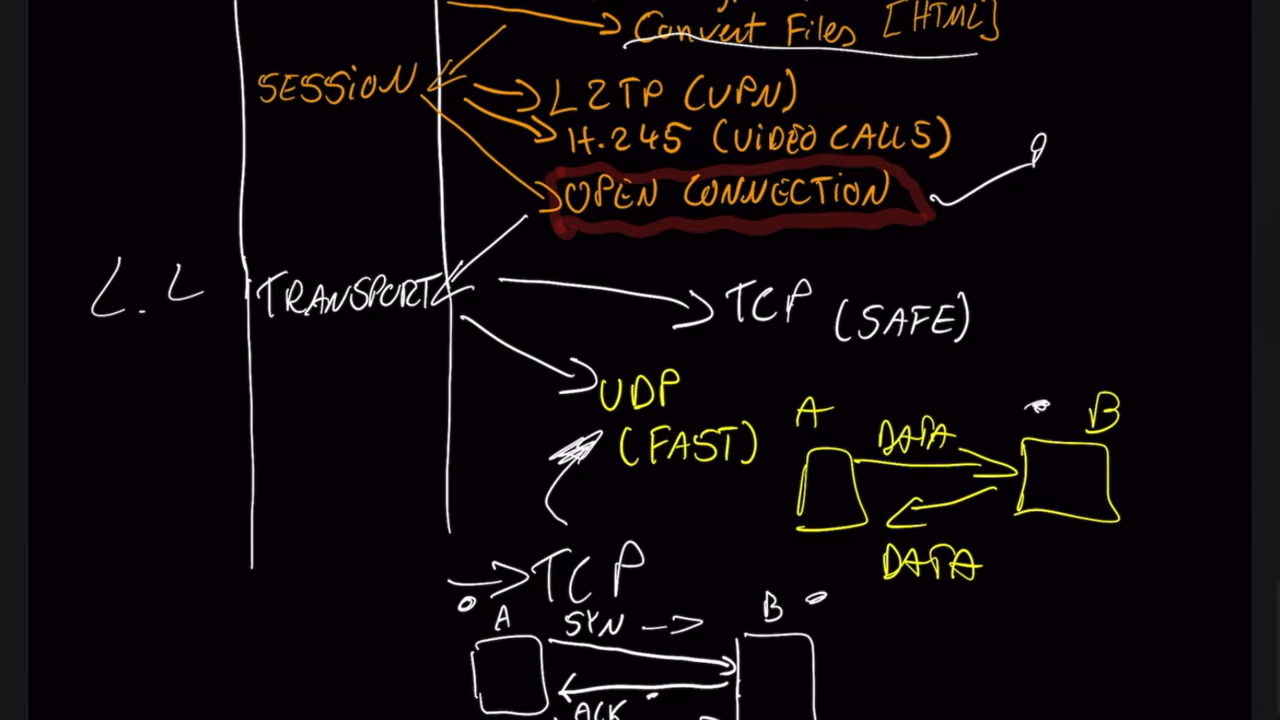 Convert Files [HTML]
SESSION
L2TP (VPN)
H.245 (VIDEO CALLS)
OPEN CONNECTION
L.L
TRANSPORT
TCP (SAFE)
UDP
(FAST)
A
B
DATA
DATA
TCP
A
SYN
B
ACK